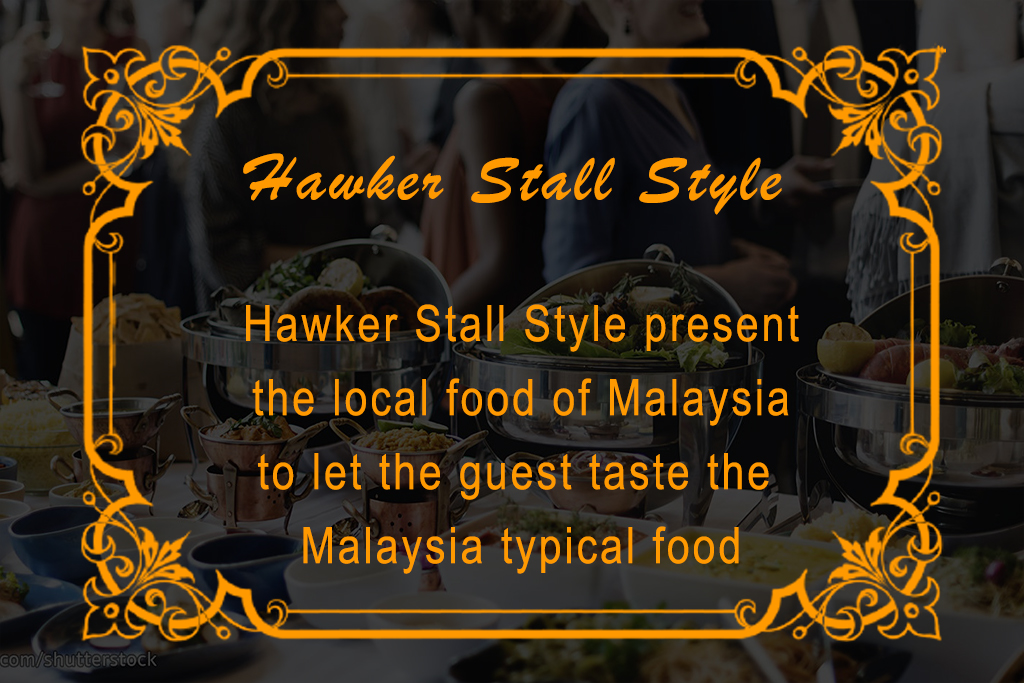 Hawker Stall Style
Hawker Stall Style present
the local food of Malaysia
to let the guest taste the
Malaysia typical food
com/shutterstock